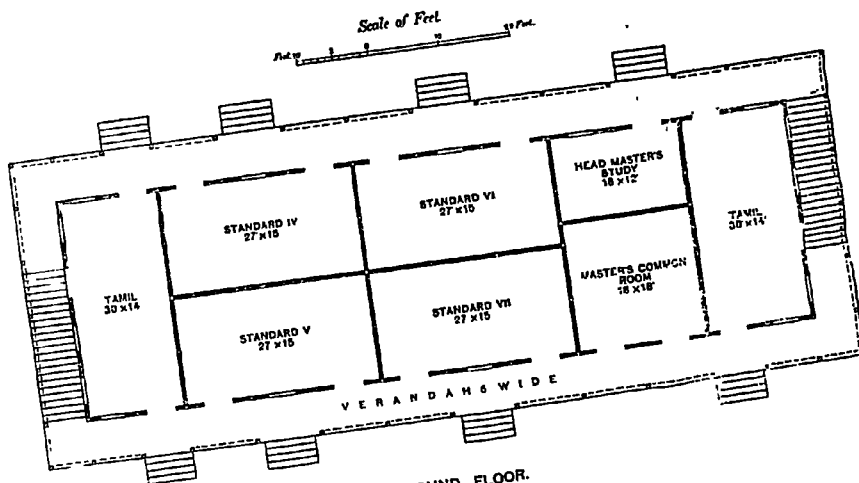 Scale of Feet
5
0
10
20 Feet.
HEAD MASTER'S
STUDY
18×12'
STANDARD VI
27×15
TAMIL
30×14'
STANDARD IV
27×15
MASTER'S COMMON
ROOM
18×18'
STANDARD VII
27×15
TAMIL
30×14
STANDARD V
27×15
VERANDAH 6 WIDE
FLOOR.